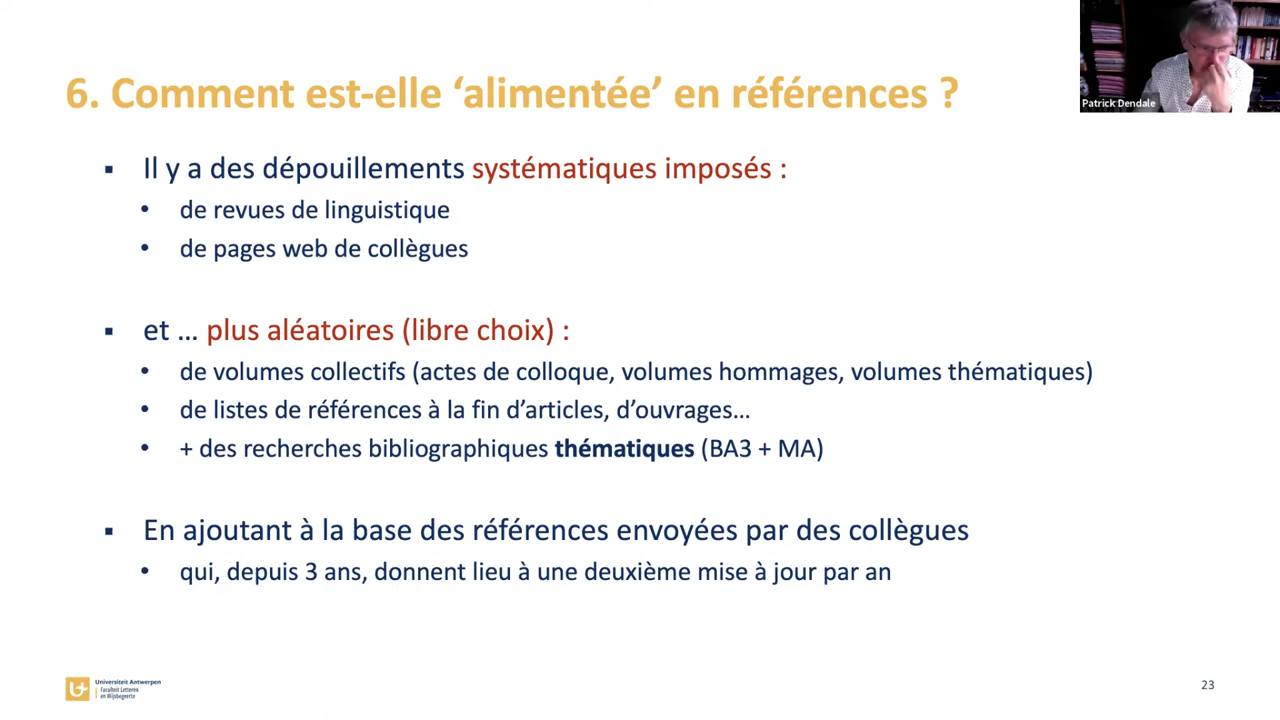 Patrick Dendale
6. Comment est-elle ‘alimentée’ en références ?
▪ Il y a des dépouillements systématiques imposés :
• de revues de linguistique
• de pages web de collègues
▪ et … plus aléatoires (libre choix) :
• de volumes collectifs (actes de colloque, volumes hommages, volumes thématiques)
• de listes de références à la fin d’articles, d’ouvrages…
• + des recherches bibliographiques thématiques (BA3 + MA)
▪ En ajoutant à la base des références envoyées par des collègues
• qui, depuis 3 ans, donnent lieu à une deuxième mise à jour par an
Universiteit Antwerpen
Faculteit Letteren
en Wijsbegeerte
23